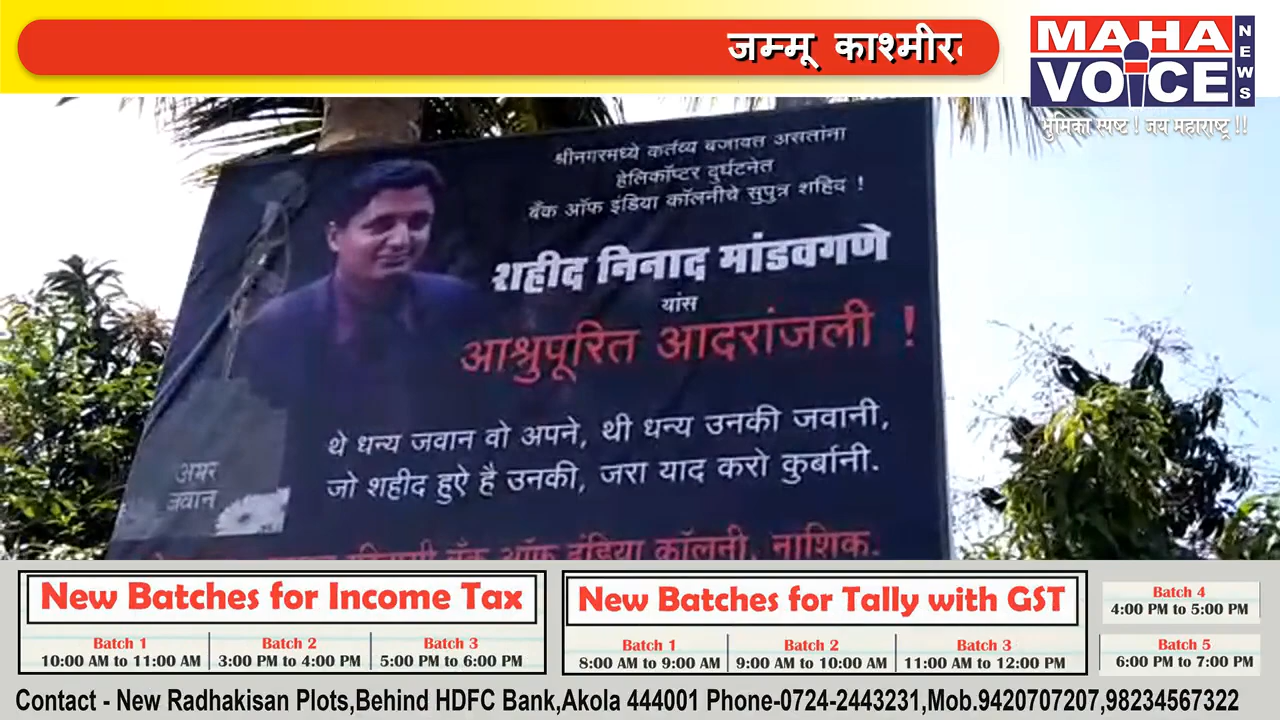 जम्मू काश्मीर
MAHA
VOICE
NEWS
भुमिका स्पष्ट ! जय महाराष्ट्र !!
श्रीनगरमध्ये कर्तव्य बजावत असतांना
हेलिकॉप्टर दुर्घटनेत
बँक ऑफ इंडिया कॉलनीचे सुपुत्र शहिद !
शहीद निनाद मांडवगणे
यांस
आश्रुपूरित आदरांजली !
थे धन्य जवान वो अपने, थी धन्य उनकी जवानी,
जो शहीद हुऐ है उनकी, जरा याद करो कुर्बानी.
अमर
जवान
बँक ऑफ इंडिया कॉलनी, नाशिक.
New Batches for Income Tax
Batch 1 Batch 2 Batch 3
10:00 AM to 11:00 AM 3:00 PM to 4:00 PM 5:00 PM to 6:00 PM
New Batches for Tally with GST
Batch 1 Batch 2 Batch 3
8:00 AM to 9:00 AM 9:00 AM to 10:00 AM 11:00 AM to 12:00 PM
Batch 4
4:00 PM to 5:00 PM
Batch 5
6:00 PM to 7:00 PM
Contact - New Radhakisan Plots,Behind HDFC Bank,Akola 444001 Phone-0724-2443231,Mob.9420707207,98234567322